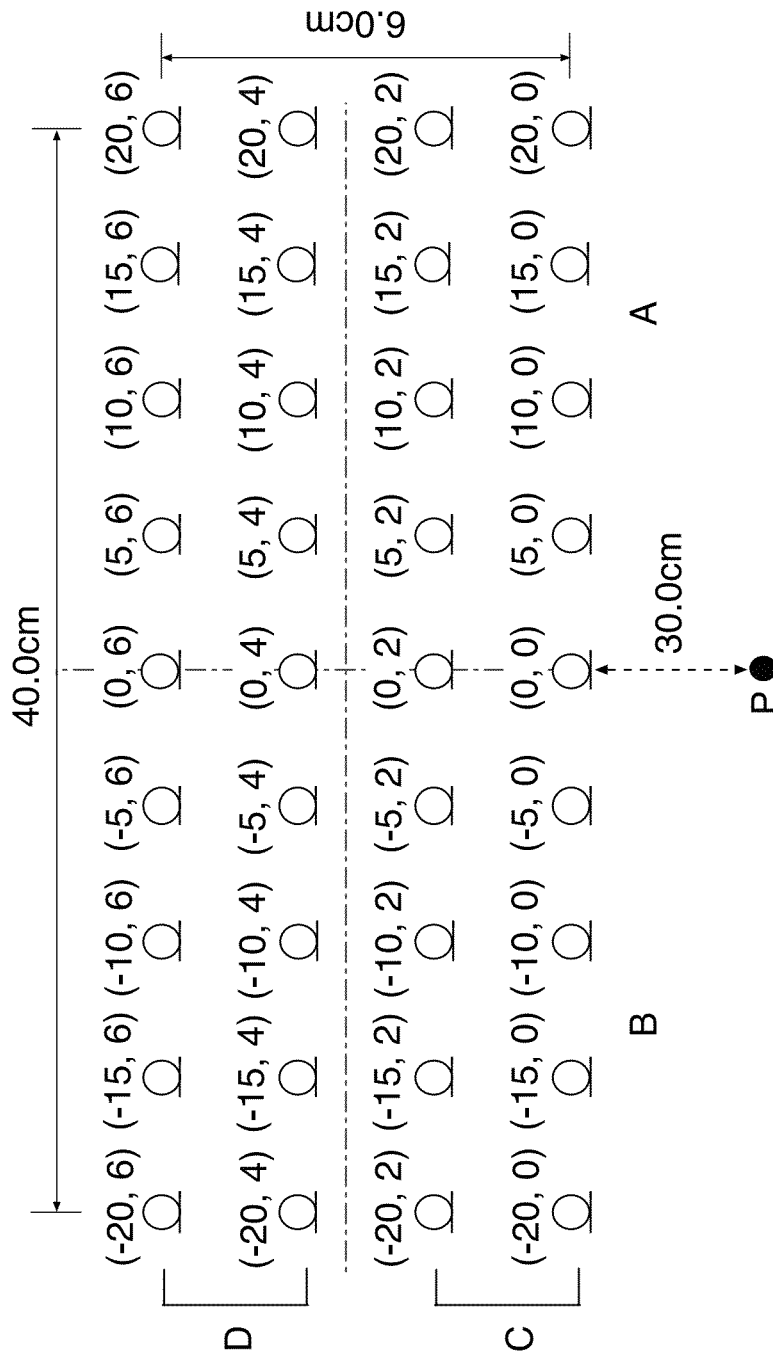 40.0cm
(-20, 6) (-15, 6) (-10, 6) (-5, 6) (0, 6) (5, 6) (10, 6) (15, 6) (20, 6)
6.0cm
D
(-20, 4) (-15, 4) (-10, 4) (-5, 4) (0, 4) (5, 4) (10, 4) (15, 4) (20, 4)
(-20, 2) (-15, 2) (-10, 2) (-5, 2) (0, 2) (5, 2) (10, 2) (15, 2) (20, 2)
C
(-20, 0) (-15, 0) (-10, 0) (-5, 0) (0, 0) (5, 0) (10, 0) (15, 0) (20, 0)
B
A
30.0cm
P